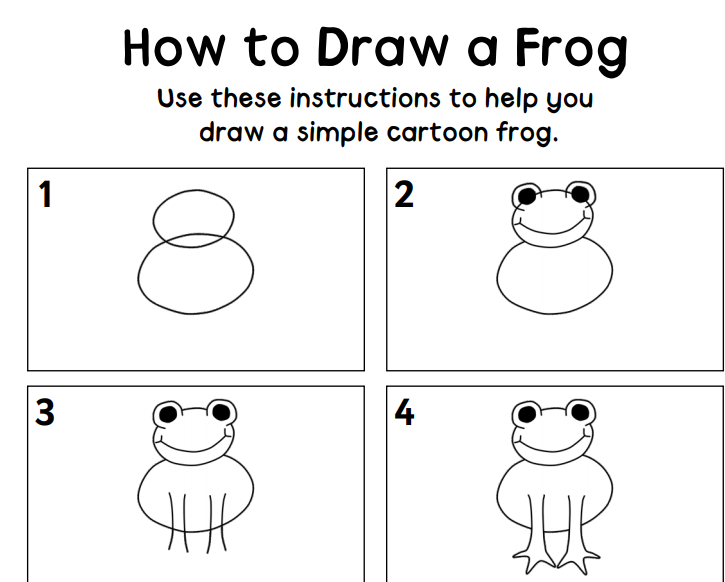 How to Draw a Frog
Use these instructions to help you
draw a simple cartoon frog.
1
2
3
4